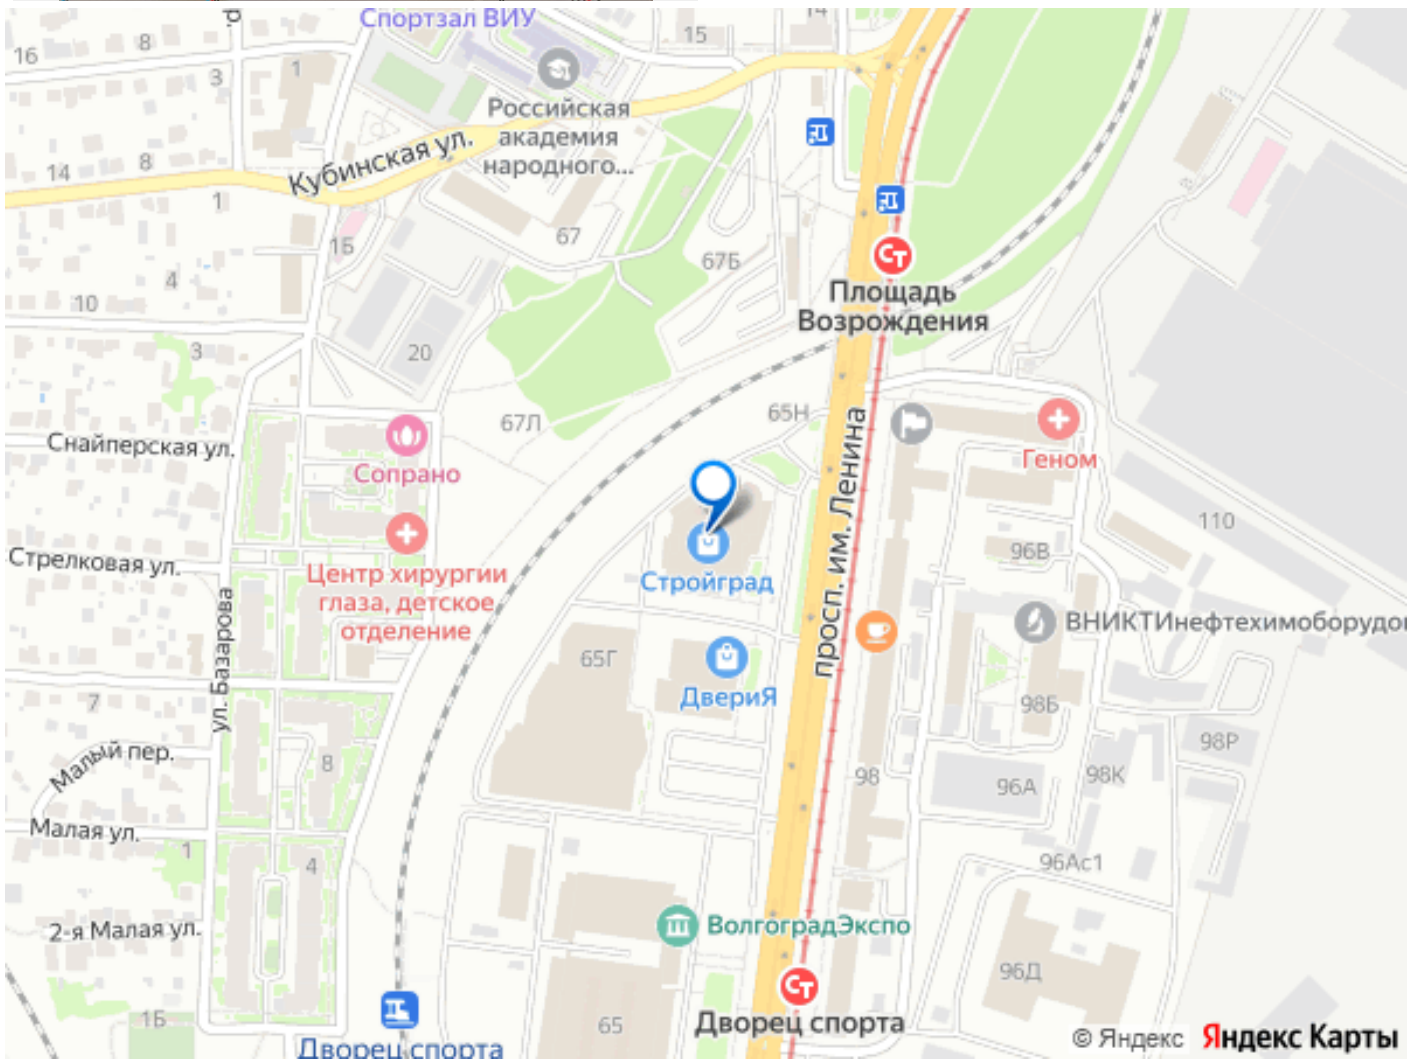 Спортзал ВИУ
14
15
8
16
3
1
Российская
академия
народного...
Кубинская ул.
14
8
1
1Б
67
67Б
4
10
Площадь
Возрождения
3
20
67Л
65Н
Снайперская ул.
Сопрано
просп. им. Ленина
Геном
110
96В
Стрелковая ул.
Центр хирургии
глаза, детское
отделение
Стройград
ул. Базарова
65Г
ВНИКТИнефтехимоборудо
ДвериЯ
7
98Б
98Р
Малый пер.
8
98
96А
98К
Малая ул.
1
4
96Ас1
2-я Малая ул.
ВолгоградЭкспо
96Д
1Б
65
Дворец спорта
Дворец спорта
© Яндекс Яндекс Карты